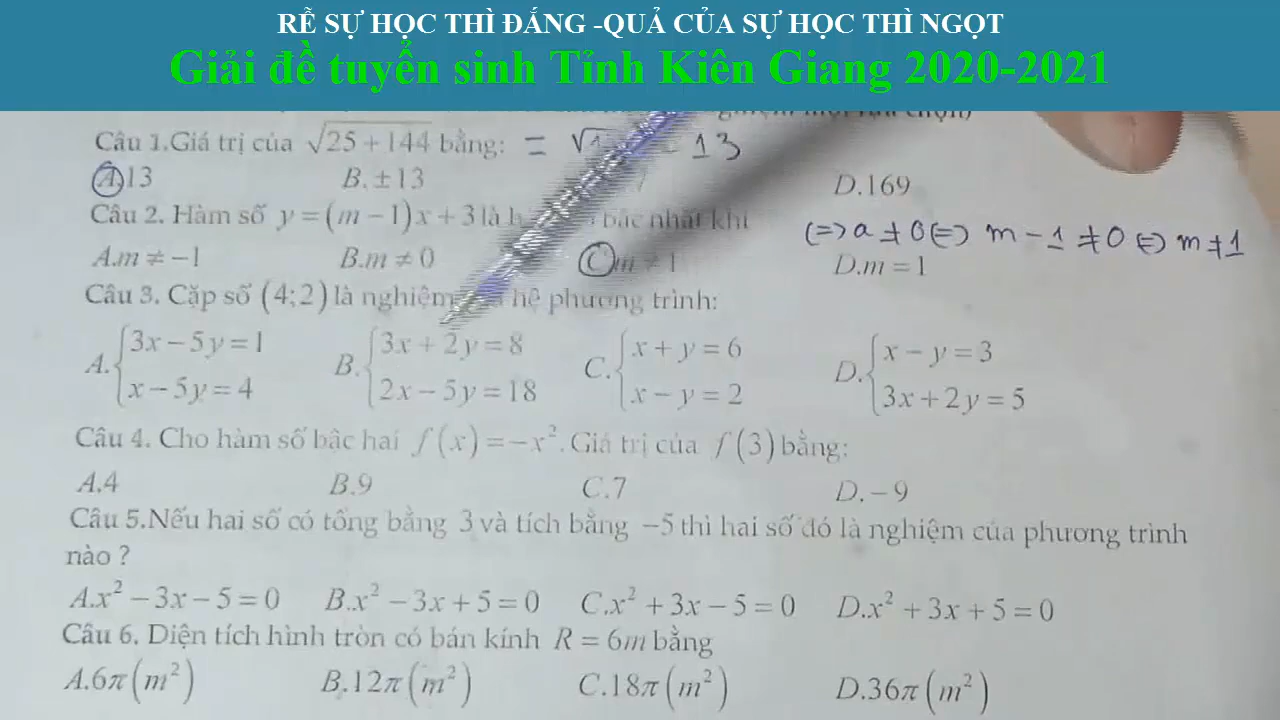 RỄ SỰ HỌC THÌ ĐẮNG -QUẢ CỦA SỰ HỌC THÌ NGỌT
Giải đề tuyển sinh Tỉnh Kiên Giang 2020-2021
Câu 1.Giá trị của √25+144 bằng: = √ - 13
A.13 B.±13 D.169
Câu 2. Hàm số y=(m−1)x+3 là bậc nhất khi (=>a≠0(=) m-1≠0(=) m≠1
A.m≠−1 B.m≠0 C.m≠1 D.m=1
Câu 3. Cặp số (4;2) là nghiệm hệ phương trình:
A.{3x−5y=1 B.{3x+2y=8 C.{x+y=6 D.{x−y=3
x−5y=4 2x−5y=18 x−y=2 3x+2y=5
Câu 4. Cho hàm số bậc hai f(x)=−x². Giá trị của f(3) bằng:
A.4 B.9 C.7 D.−9
Câu 5.Nếu hai số có tổng bằng 3 và tích bằng −5 thì hai số đó là nghiệm của phương trình
nào ?
A.x²−3x−5=0 B.x²−3x+5=0 C.x²+3x−5=0 D.x²+3x+5=0
Câu 6. Diện tích hình tròn có bán kính R=6m bằng
A.6π(m²) B.12π(m²) C.18π(m²) D.36π(m²)